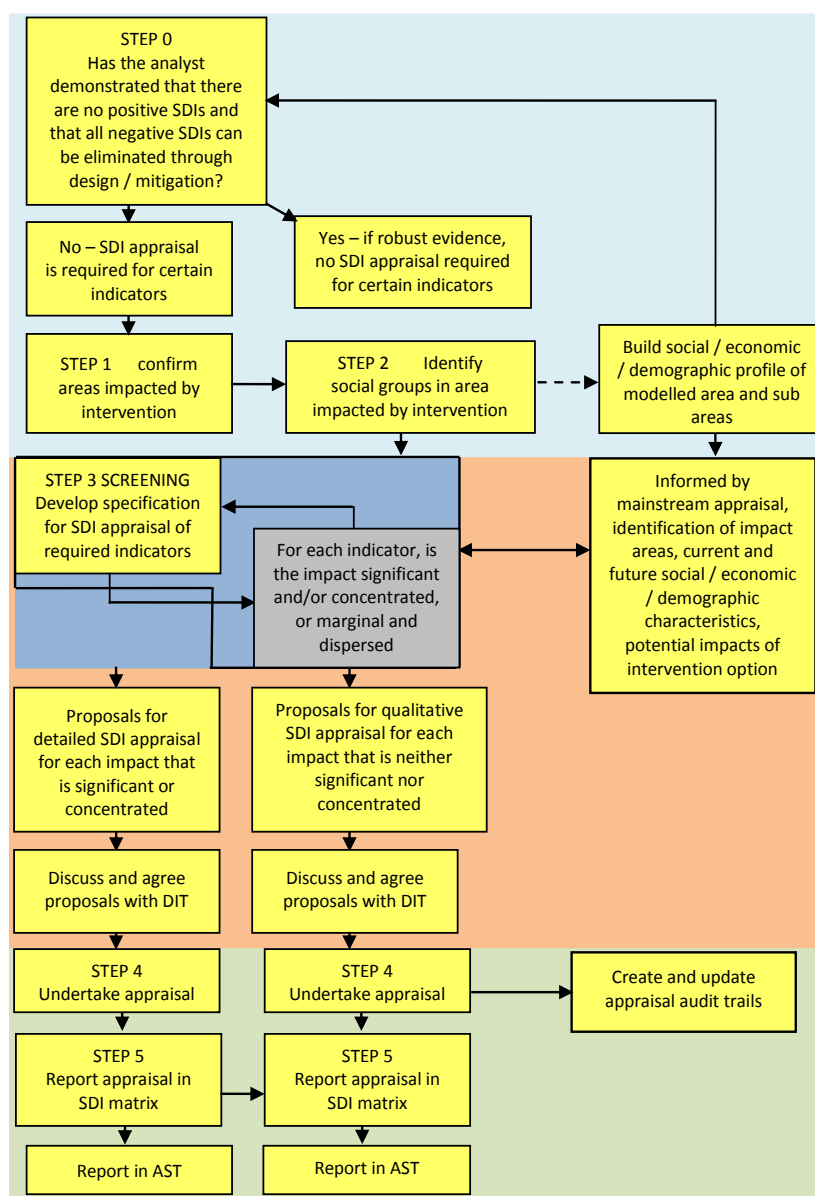 STEP 0
Has the analyst
demonstrated that there
are no positive SDIs and
that all negative SDIs can
be eliminated through
design / mitigation?
No – SDI appraisal
is required for certain
indicators
Yes – if robust evidence,
no SDI appraisal required
for certain indicators
STEP 1 confirm
areas impacted by
intervention
STEP 2 Identify
social groups in area
impacted by intervention
Build social / economic
/ demographic profile of
modelled area and sub
areas
STEP 3 SCREENING
Develop specification
for SDI appraisal of
required indicators
For each indicator, is
the impact significant
and/or concentrated,
or marginal and
dispersed
Informed by
mainstream appraisal,
identification of impact
areas, current and
future social / economic
/ demographic
characteristics,
potential impacts of
intervention option
Proposals for
detailed SDI appraisal
for each impact that
is significant or
concentrated
Proposals for qualitative
SDI appraisal for each
impact that is neither
significant nor
concentrated
Discuss and agree
proposals with DIT
Discuss and agree
proposals with DIT
STEP 4
Undertake appraisal
STEP 4
Undertake appraisal
Create and update
appraisal audit trails
STEP 5
Report appraisal in
SDI matrix
STEP 5
Report appraisal in
SDI matrix
Report in AST
Report in AST